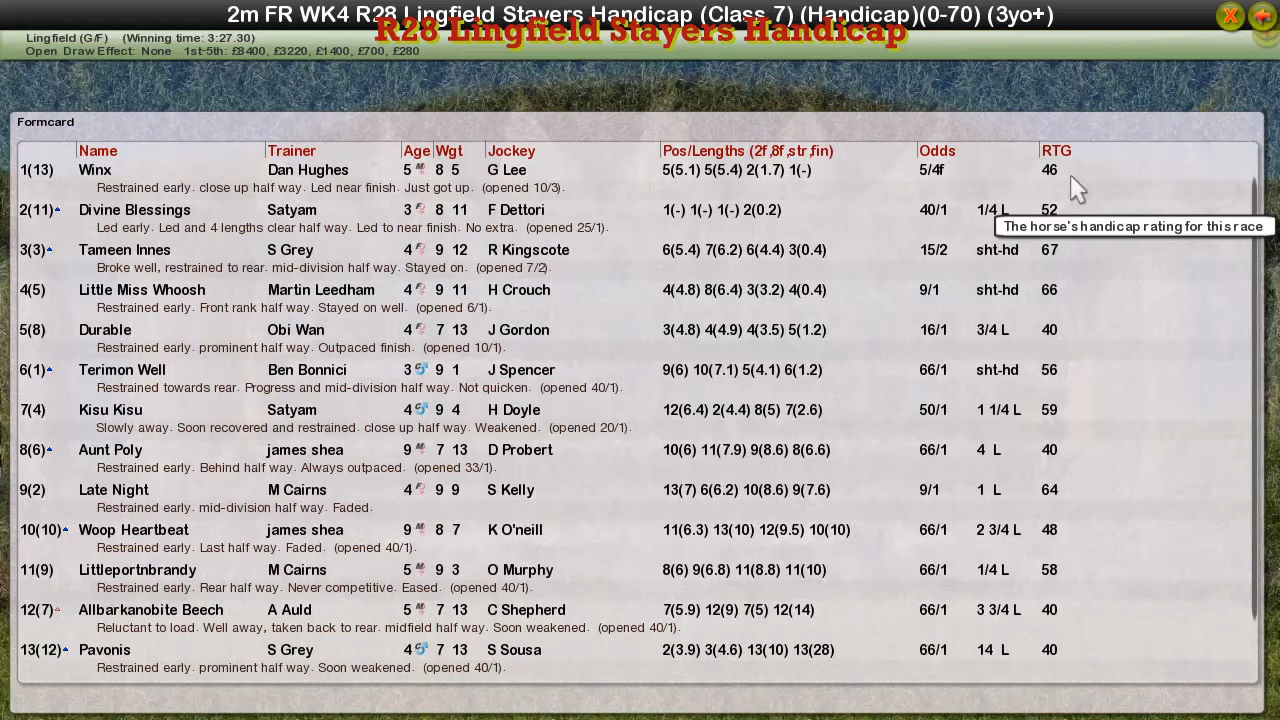 2m FR WK4 R28 Lingfield Stayers Handicap (Class 7) (Handicap)(0-70) (3yo+)
R28 Lingfield Stayers Handicap
Lingfield (G/F) (Winning time: 3:27.30)
Open Draw Effect: None 1st-5th: £8400, £3220, £1400, £700, £280
Formcard
Name Trainer Age Wgt Jockey Pos/Lengths (2f,8f,str,fin) Odds RTG
1(13) Winx Dan Hughes 5 M 8 5 G Lee 5(5.1) 5(5.4) 2(1.7) 1(-) 5/4f 46
Restrained early. close up half way. Led near finish. Just got up. (opened 10/3).
2(11) Divine Blessings Satyam 3 F 8 11 F Dettori 1(-) 1(-) 1(-) 2(0.2) 40/1 1/4 L 52
The horse's handicap rating for this race
Led early. Led and 4 lengths clear half way. Led to near finish. No extra. (opened 25/1).
3(3) Tameen Innes S Grey 4 F 9 12 R Kingscote 6(5.4) 7(6.2) 6(4.4) 3(0.4) 15/2 sht-hd 67
Broke well, restrained to rear. mid-division half way. Stayed on. (opened 7/2).
4(5) Little Miss Whoosh Martin Leedham 4 F 9 11 H Crouch 4(4.8) 8(6.4) 3(3.2) 4(0.4) 9/1 sht-hd 66
Restrained early. Front rank half way. Stayed on well. (opened 6/1).
5(8) Durable Obi Wan 4 F 7 13 J Gordon 3(4.8) 4(4.9) 4(3.5) 5(1.2) 16/1 3/4 L 40
Restrained early. prominent half way. Outpaced finish. (opened 10/1).
6(1) Terimon Well Ben Bonnici 3 9 1 J Spencer 9(6) 10(7.1) 5(4.1) 6(1.2) 66/1 sht-hd 56
Restrained towards rear. Progress and mid-division half way. Not quicken. (opened 40/1).
7(4) Kisu Kisu Satyam 4 9 4 H Doyle 12(6.4) 2(4.4) 8(5) 7(2.6) 50/1 1 1/4 L 59
Slowly away. Soon recovered and restrained. close up half way. Weakened. (opened 20/1).
8(6) Aunt Poly james shea 9 M 7 13 D Probert 10(6) 11(7.9) 9(8.6) 8(6.6) 66/1 4 L 40
Restrained early. Behind half way. Always outpaced. (opened 33/1).
9(2) Late Night M Cairns 4 F 9 9 S Kelly 13(7) 6(6.2) 10(8.6) 9(7.6) 9/1 1 L 64
Restrained early. mid-division half way. Faded.
10(10) Woop Heartbeat james shea 9 M 8 7 K O'neill 11(6.3) 13(10) 12(9.5) 10(10) 66/1 2 3/4 L 48
Restrained early. Last half way. Faded. (opened 40/1).
11(9) Littleportnbrandy M Cairns 5 M 9 3 O Murphy 8(6) 9(6.8) 11(8.8) 11(10) 66/1 1/4 L 58
Restrained early. Rear half way. Never competitive. Eased. (opened 40/1).
12(7) Allbarkanobite Beech A Auld 5 M 7 13 C Shepherd 7(5.9) 12(9) 7(5) 12(14) 66/1 3 3/4 L 40
Reluctant to load. Well away, taken back to rear. midfield half way. Soon weakened. (opened 40/1).
13(12) Pavonis S Grey 4 7 13 S Sousa 2(3.9) 3(4.6) 13(10) 13(28) 66/1 14 L 40
Restrained early. prominent half way. Soon weakened. (opened 40/1).